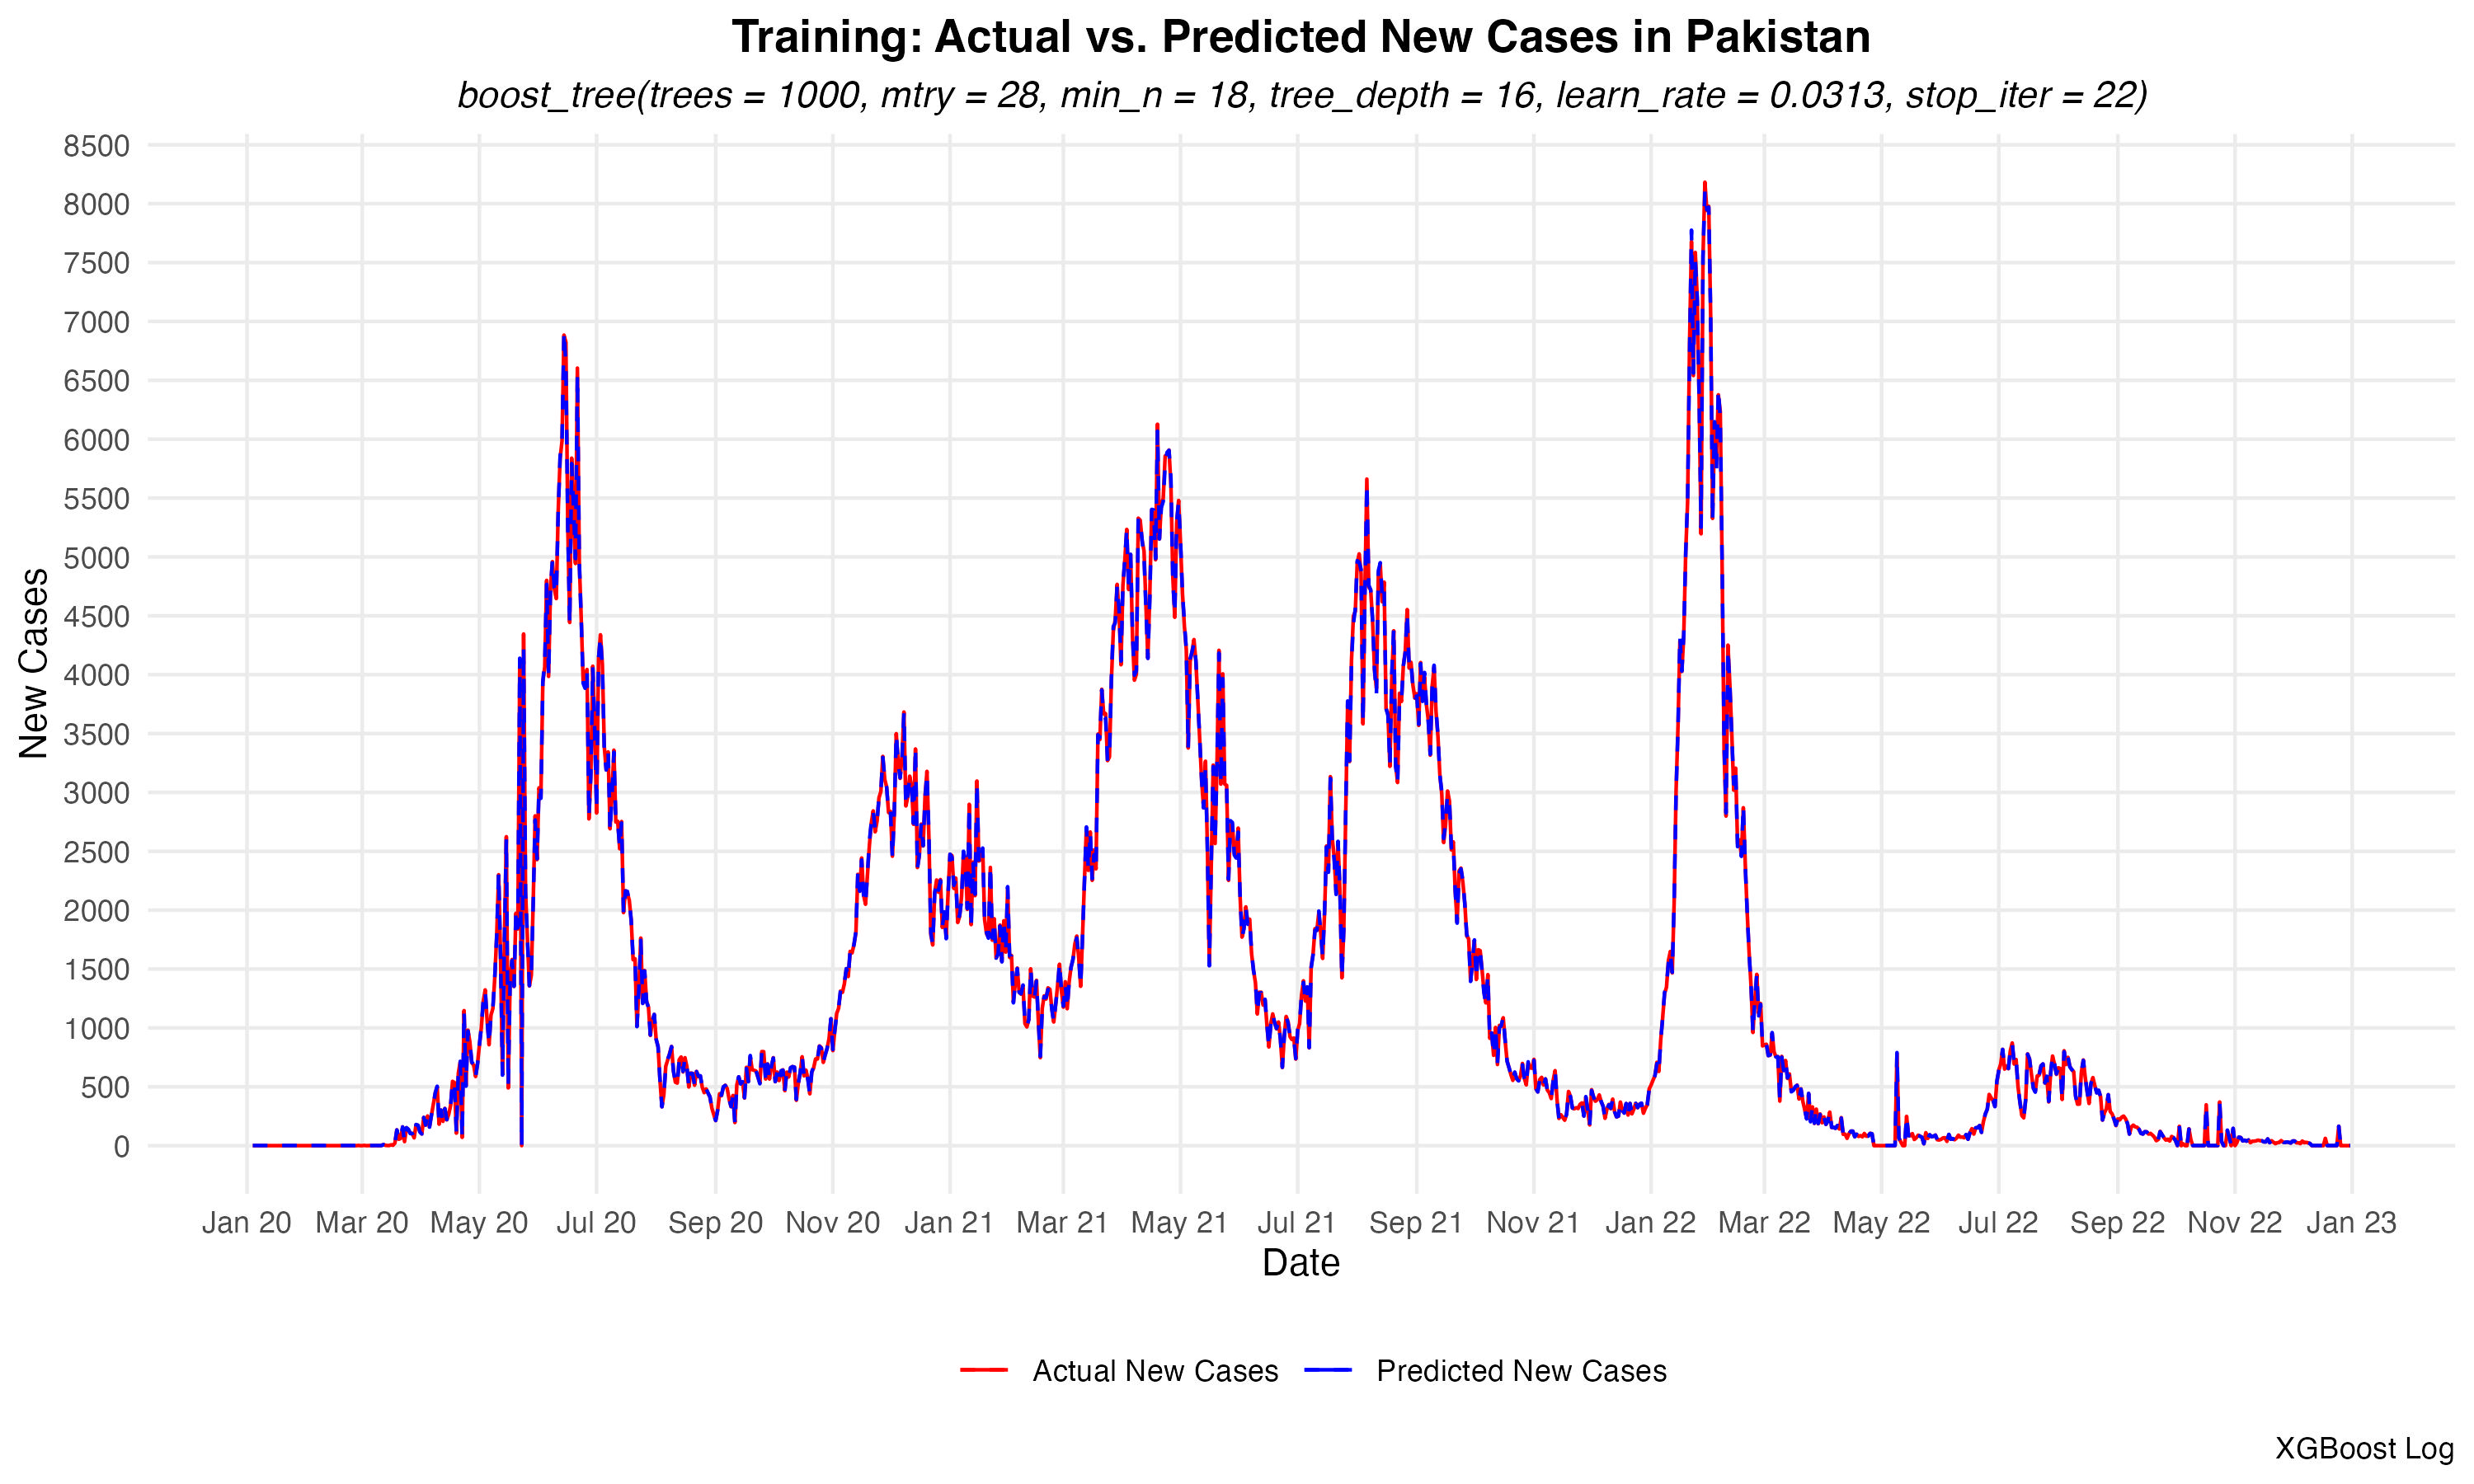 Training: Actual vs. Predicted New Cases in Pakistan
boost_tree(trees = 1000, mtry = 28, min_n = 18, tree_depth = 16, learn_rate = 0.0313, stop_iter = 22)
8500
8000
7500
7000
6500
6000
5500
5000
4500
4000
3500
3000
2500
2000
1500
1000
500
0
New Cases
Jan 20 Mar 20 May 20 Jul 20 Sep 20 Nov 20 Jan 21 Mar 21 May 21 Jul 21 Sep 21 Nov 21 Jan 22 Mar 22 May 22 Jul 22 Sep 22 Nov 22 Jan 23
Date
Actual New Cases Predicted New Cases
XGBoost Log